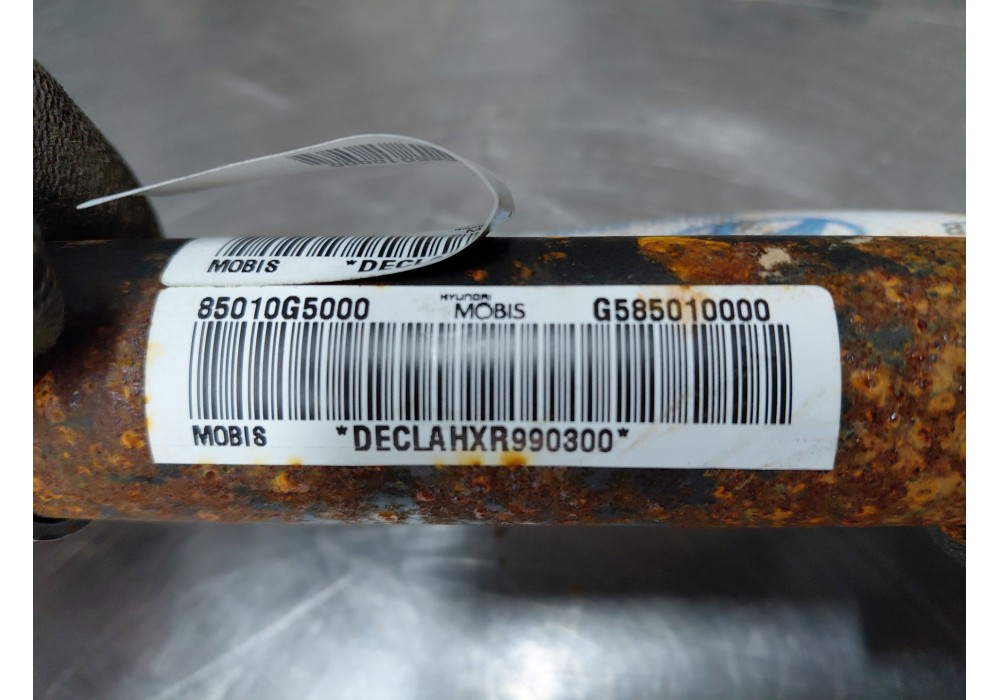 MOBIS *DECL
85010G5000 HYUNDAI MOBIS G585010000
MOBIS *DECLAHXR990300*